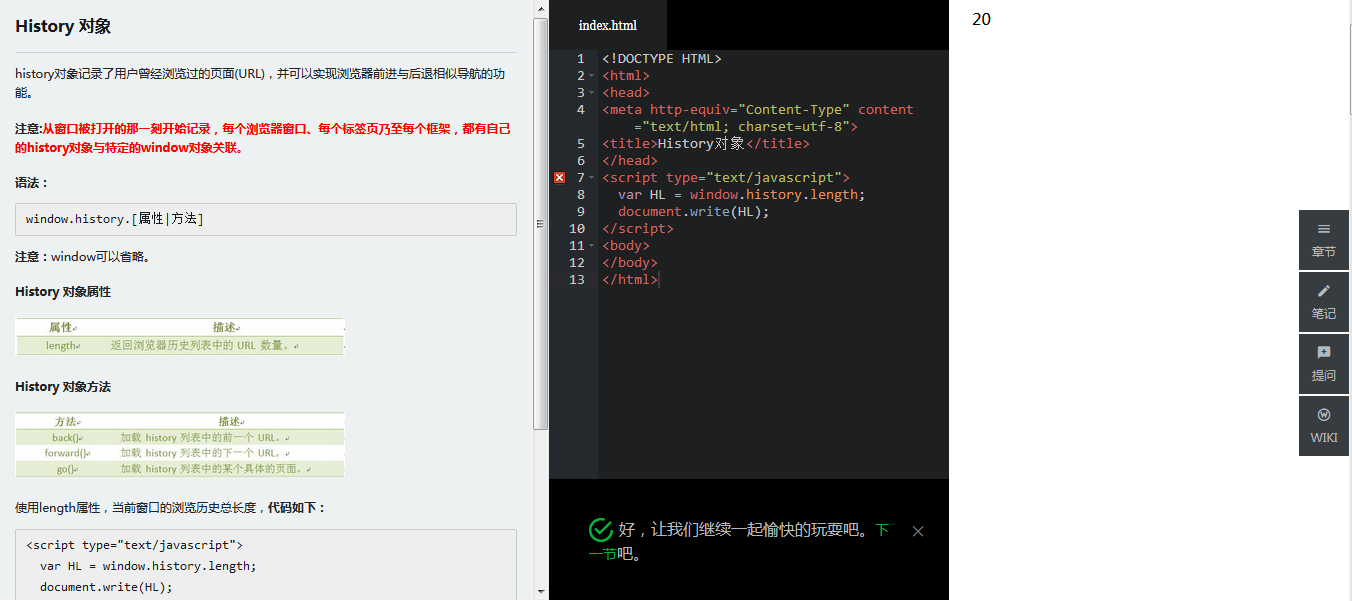 History 对象
history对象记录了用户曾经浏览过的页面(URL)，并可以实现浏览器前进与后退相似导航的功
能。
注意:从窗口被打开的那一刻开始记录，每个浏览器窗口、每个标签页乃至每个框架，都有自己
的history对象与特定的window对象关联。
语法：
window.history.[属性|方法]
注意：window可以省略。
History 对象属性
属性 描述
length 返回浏览器历史列表中的 URL 数量。
History 对象方法
方法 描述
back() 加载 history 列表中的前一个 URL。
forward() 加载 history 列表中的下一个 URL。
go() 加载 history 列表中的某个具体的页面。
使用length属性，当前窗口的浏览历史总长度，代码如下：
<script type="text/javascript">
var HL = window.history.length;
document.write(HL);
index.html
1 <!DOCTYPE HTML>
2 <html>
3 <head>
4 <meta http-equiv="Content-Type" content
="text/html; charset=utf-8">
5 <title>History对象</title>
6 </head>
7 <script type="text/javascript">
8 var HL = window.history.length;
9 document.write(HL);
10 </script>
11 <body>
12 </body>
13 </html>
好，让我们继续一起愉快的玩耍吧。下
一节吧。
20
章节
笔记
提问
WIKI